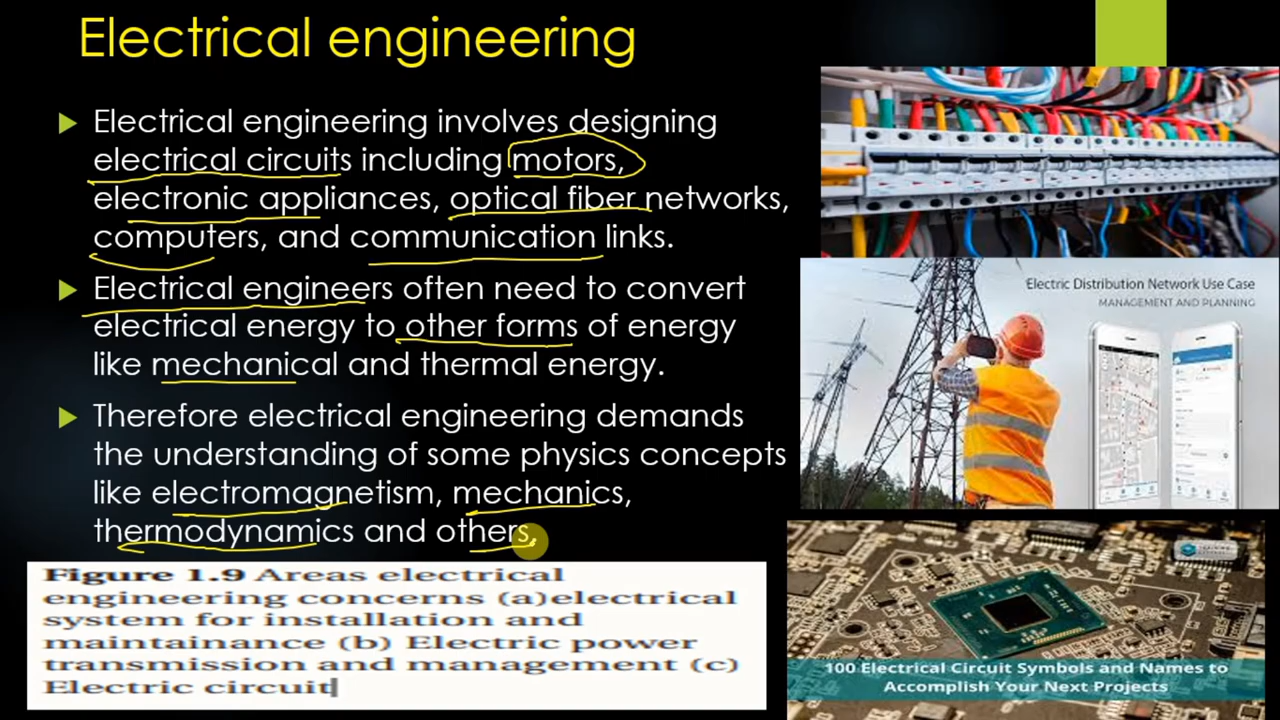 Electrical engineering
Electrical engineering involves designing
electrical circuits including motors,
electronic appliances, optical fiber networks,
computers, and communication links.
Electrical engineers often need to convert
electrical energy to other forms of energy
like mechanical and thermal energy.
Therefore electrical engineering demands
the understanding of some physics concepts
like electromagnetism, mechanics,
thermodynamics and others,
Figure 1.9 Areas electrical
engineering concerns (a)electrical
system for installation and
maintainance (b) Electric power
transmission and management (c)
Electric circuit
Electric Distribution Network Use Case
MANAGEMENT AND PLANNING
100 Electrical Circuit Symbols and Names to
Accomplish Your Next Projects